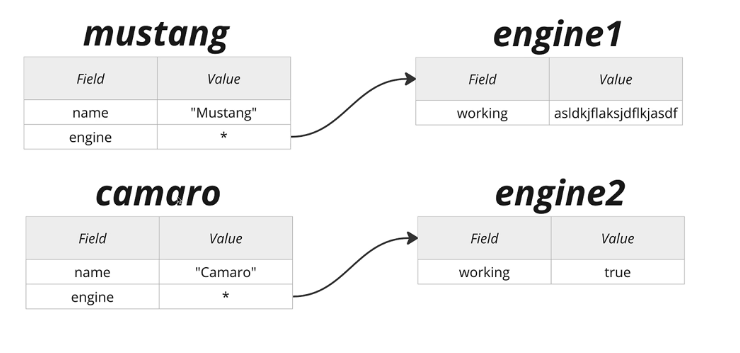 mustang
Field Value
name "Mustang"
engine *
engine1
Field Value
working asldkjflaksjdflkjasdf
camaro
Field Value
name "Camaro"
engine *
engine2
Field Value
working true